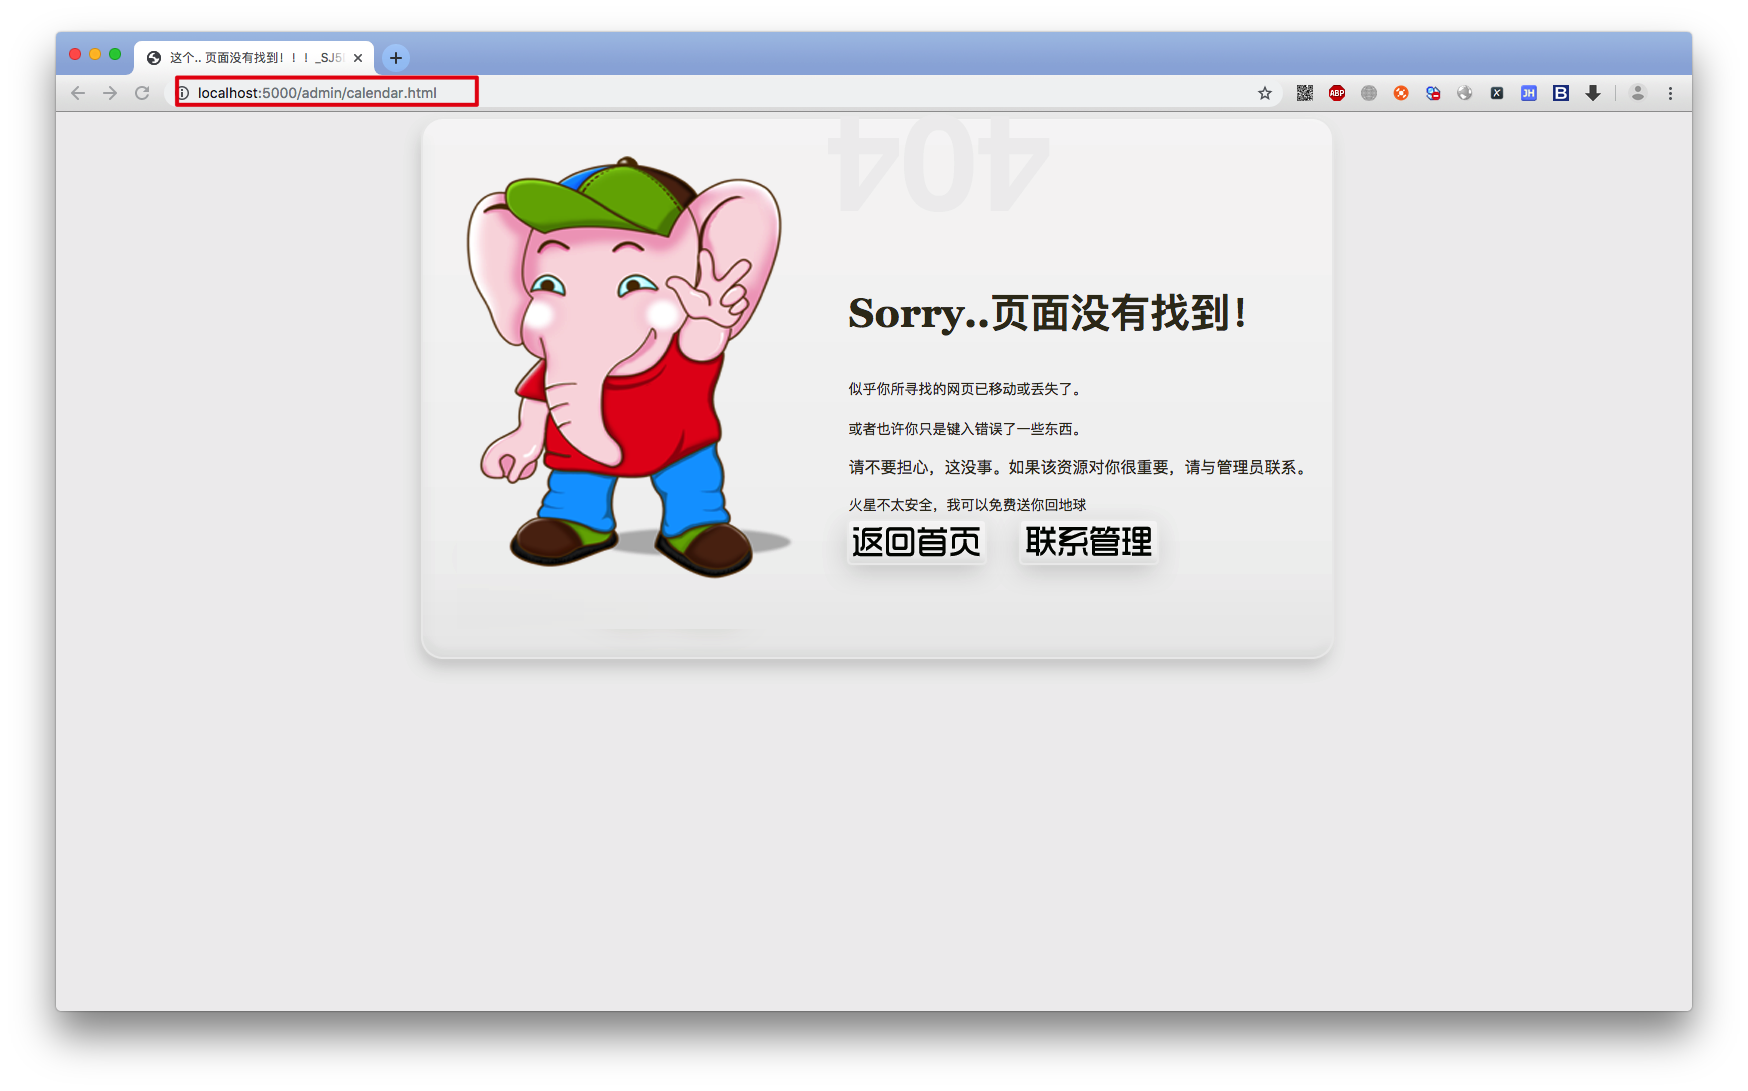 这个.. 页面没有找到！！！_SJ5
localhost:5000/admin/calendar.html
ABP
X
JH
B
404
Sorry..页面没有找到！
似乎你所寻找的网页已移动或丢失了。
或者也许你只是键入错误了一些东西。
请不要担心，这没事。如果该资源对你很重要，请与管理员联系。
火星不太安全，我可以免费送你回地球
返回首页 联系管理